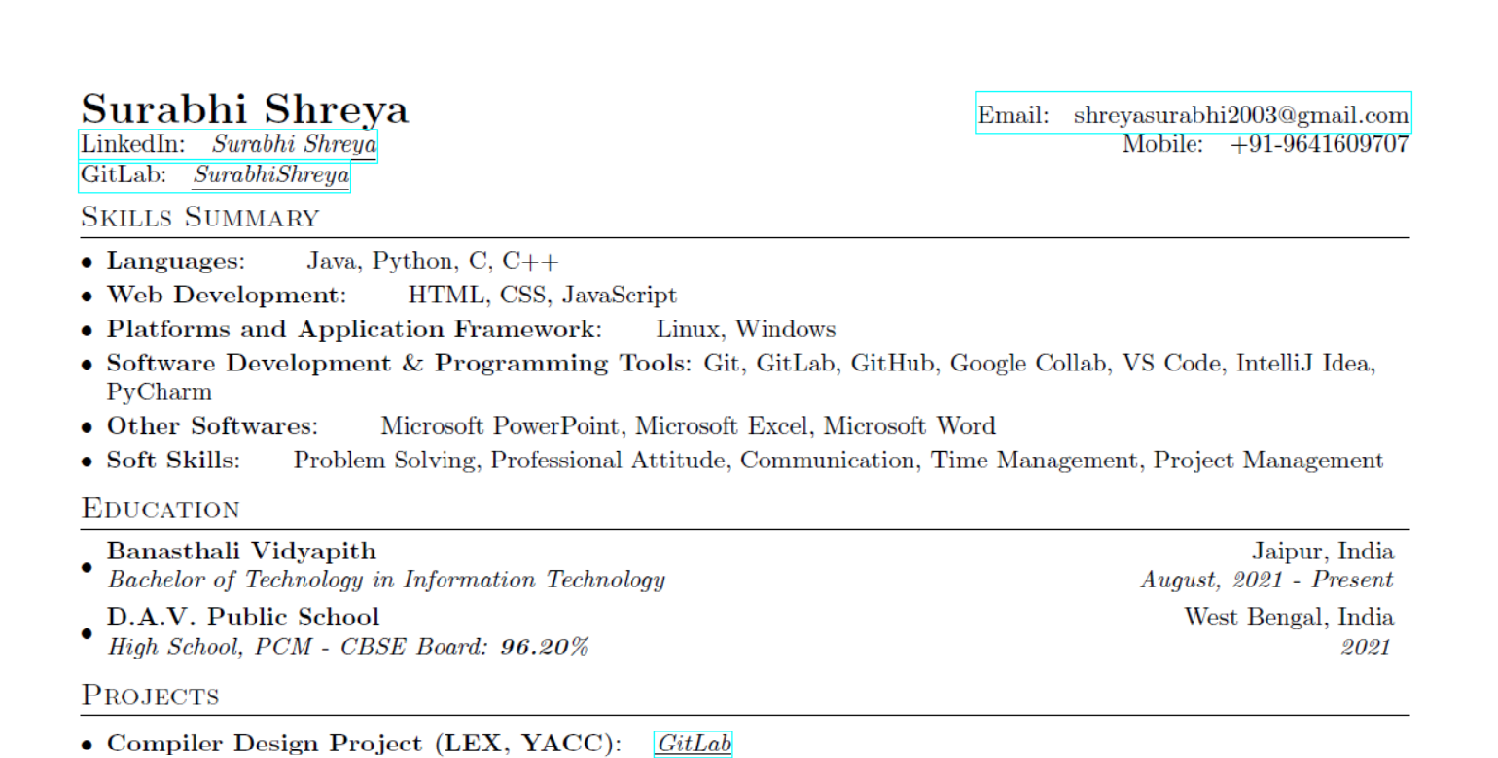 Surabhi Shreya
Email: shreyasurabhi2003@gmail.com
LinkedIn: Surabhi Shreya
Mobile: +91-9641609707
GitLab: SurabhiShreya
Skills Summary
• Languages: Java, Python, C, C++
• Web Development: HTML, CSS, JavaScript
• Platforms and Application Framework: Linux, Windows
• Software Development & Programming Tools: Git, GitLab, GitHub, Google Collab, VS Code, IntelliJ Idea,
PyCharm
• Other Softwares: Microsoft PowerPoint, Microsoft Excel, Microsoft Word
• Soft Skills: Problem Solving, Professional Attitude, Communication, Time Management, Project Management
Education
• Banasthali Vidyapith Jaipur, India
Bachelor of Technology in Information Technology August, 2021 - Present
• D.A.V. Public School West Bengal, India
High School, PCM - CBSE Board: 96.20% 2021
Projects
• Compiler Design Project (LEX, YACC): GitLab